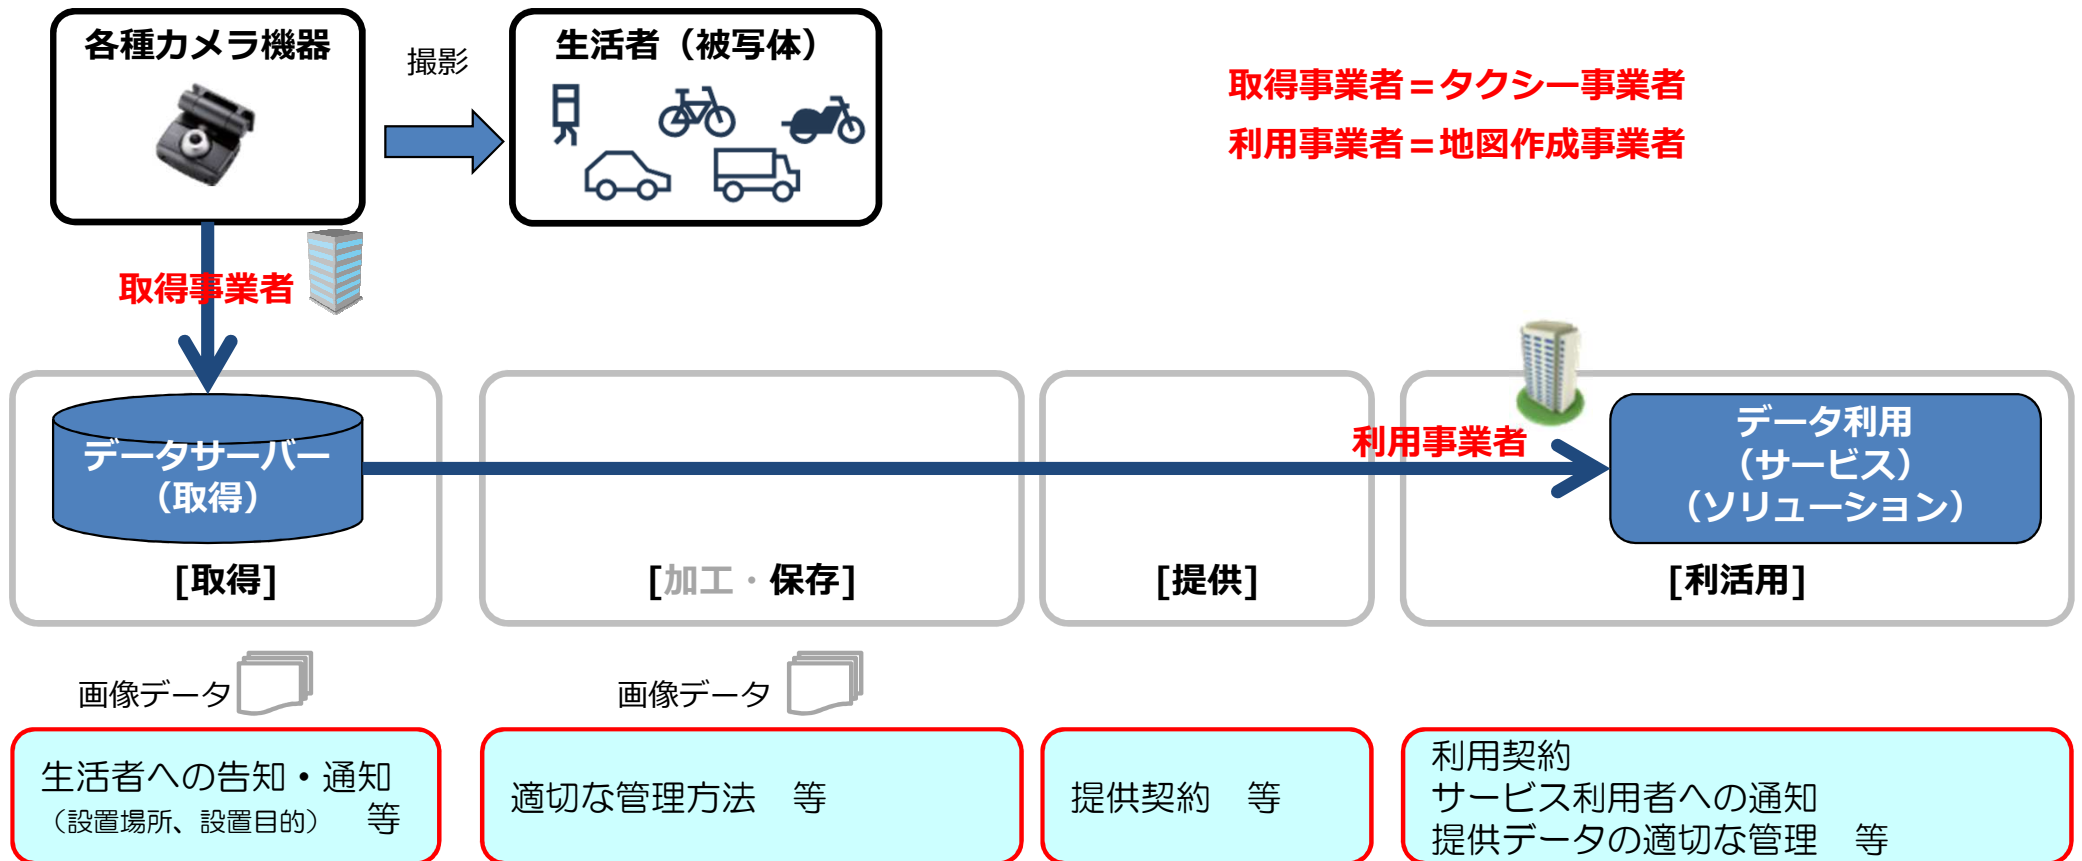 各種カメラ機器
撮影
生活者（被写体）
取得事業者＝タクシー事業者
利用事業者＝地図作成事業者
取得事業者
利用事業者
データサーバー
（取得）
データ利用
（サービス）
（ソリューション）
[取得]
[加工・保存]
[提供]
[利活用]
画像データ
画像データ
生活者への告知・通知
（設置場所、設置目的）　等
適切な管理方法　等
提供契約　等
利用契約
サービス利用者への通知
提供データの適切な管理　等